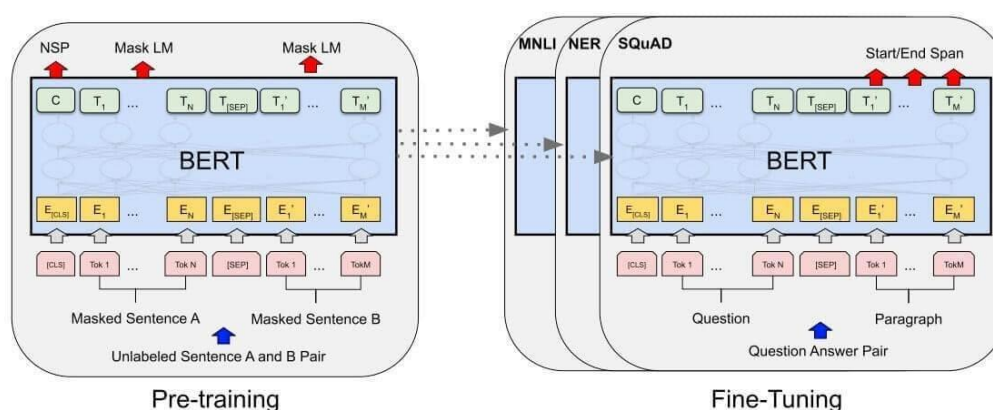 NSP Mask LM Mask LM
C T1 ... TN T[SEP] T1' ... TM'
BERT
E[CLS] E1 ... EN E[SEP] E1' ... EM'
[CLS] Tok 1 ... Tok N [SEP] Tok 1 ... TokM
Masked Sentence A Masked Sentence B
Unlabeled Sentence A and B Pair
Pre-training
MNLI NER SQuAD
Start/End Span
C T1 ... TN T[SEP] T1' ... TM'
BERT
E[CLS] E1 ... EN E[SEP] E1' ... EM'
[CLS] Tok 1 ... Tok N [SEP] Tok 1 ... TokM
Question Paragraph
Question Answer Pair
Fine-Tuning